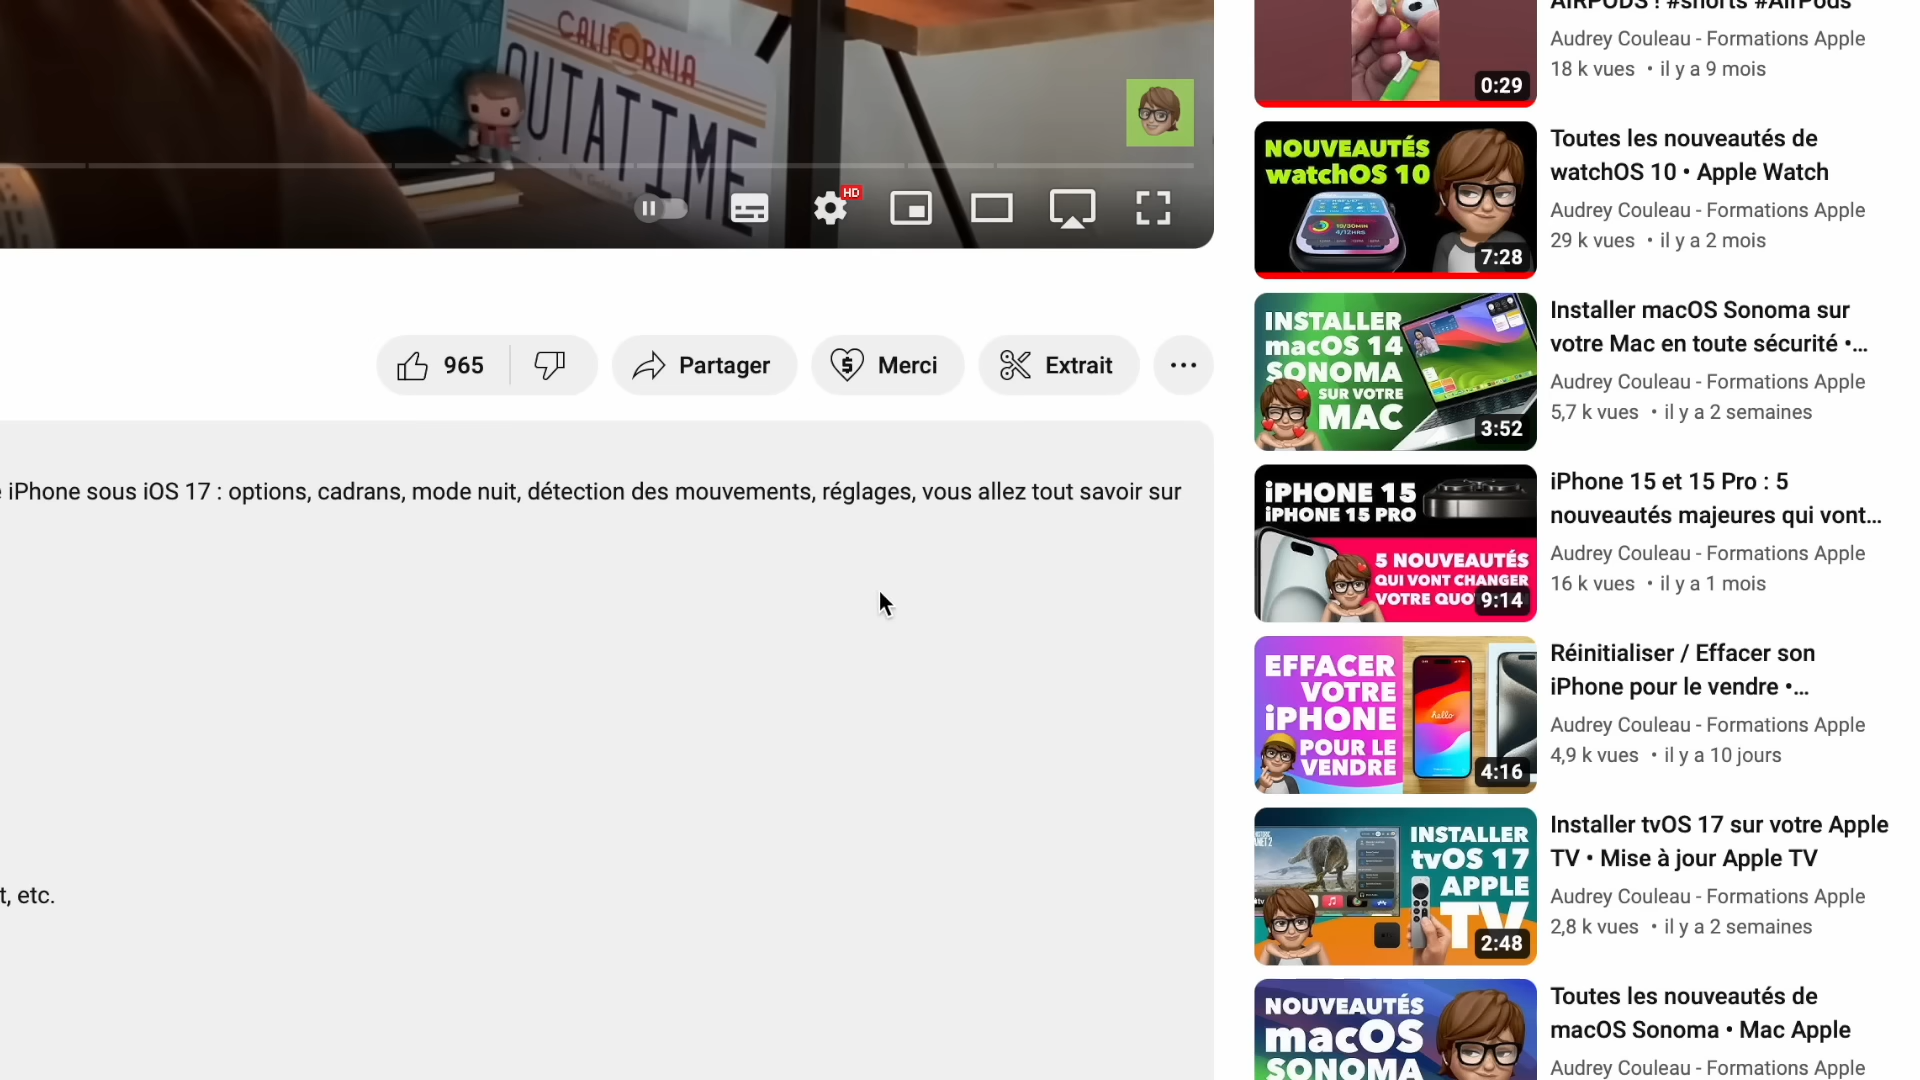 CALIFORNIA
OUTATIME
HD
965
Partager
Merci
Extrait
iPhone sous iOS 17 : options, cadrans, mode nuit, détection des mouvements, réglages, vous allez tout savoir sur
t, etc.
AIRPODS ! #shorts #AirPods
Audrey Couleau - Formations Apple
18 k vues • il y a 9 mois
0:29
NOUVEAUTÉS
watchOS 10
7:28
Toutes les nouveautés de
watchOS 10 • Apple Watch
Audrey Couleau - Formations Apple
29 k vues • il y a 2 mois
INSTALLER
macOS 14
SONOMA
SUR VOTRE
MAC
3:52
Installer macOS Sonoma sur
votre Mac en toute sécurité •...
Audrey Couleau - Formations Apple
5,7 k vues • il y a 2 semaines
iPHONE 15
iPHONE 15 PRO
5 NOUVEAUTÉS
QUI VONT CHANGER
VOTRE QUO
9:14
iPhone 15 et 15 Pro : 5
nouveautés majeures qui vont...
Audrey Couleau - Formations Apple
16 k vues • il y a 1 mois
EFFACER
VOTRE
iPHONE
POUR LE
VENDRE
hello
4:16
Réinitialiser / Effacer son
iPhone pour le vendre •...
Audrey Couleau - Formations Apple
4,9 k vues • il y a 10 jours
INSTALLER
tvOS 17
APPLE
TV
2:48
Installer tvOS 17 sur votre Apple
TV • Mise à jour Apple TV
Audrey Couleau - Formations Apple
2,8 k vues • il y a 2 semaines
NOUVEAUTÉS
macOS
SONOMA
Toutes les nouveautés de
macOS Sonoma • Mac Apple
Audrey Couleau - Formations Apple